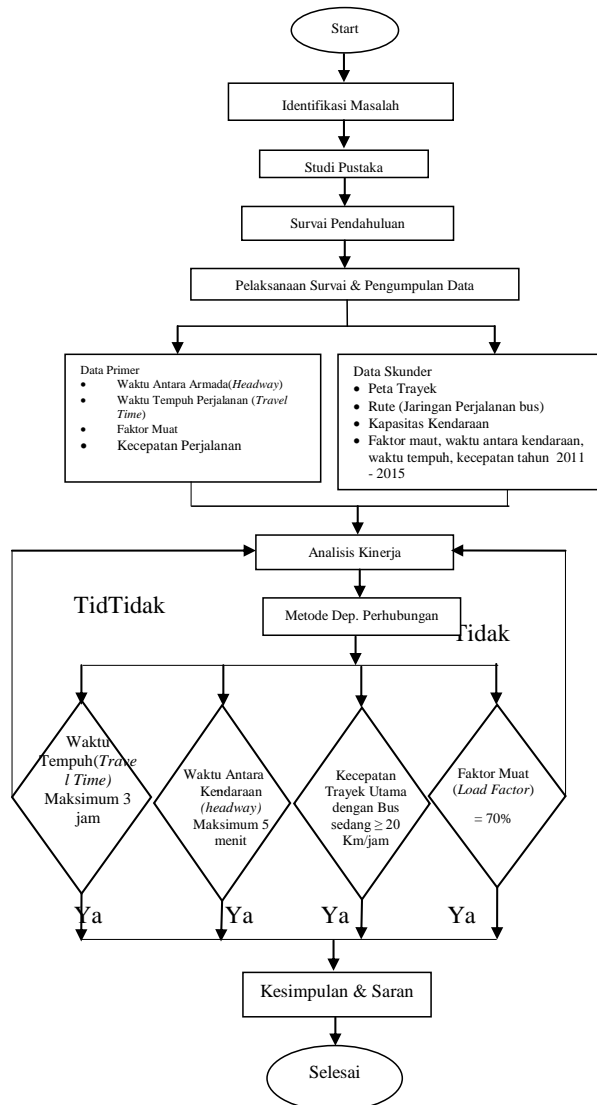 Start
Identifikasi Masalah
Studi Pustaka
Survai Pendahuluan
Pelaksanaan Survai & Pengumpulan Data
Data Primer
• Waktu Antara Armada(Headway)
• Waktu Tempuh Perjalanan (Travel
Time)
• Faktor Muat
• Kecepatan Perjalanan
Data Skunder
• Peta Trayek
• Rute (Jaringan Perjalanan bus)
• Kapasitas Kendaraan
• Faktor maut, waktu antara kendaraan,
waktu tempuh, kecepatan tahun 2011
- 2015
Analisis Kinerja
TidTidak
Metode Dep. Perhubungan
Tidak
Waktu
Tempuh(Trave
l Time)
Maksimum 3
jam
Waktu Antara
Kendaraan
(headway)
Maksimum 5
menit
Kecepatan
Trayek Utama
dengan Bus
sedang ≥ 20
Km/jam
Faktor Muat
(Load Factor)
= 70%
Ya
Ya
Ya
Ya
Kesimpulan & Saran
Selesai